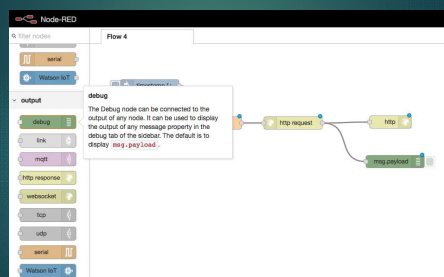 Node-RED
filter nodes
Flow 4
serial
Watson IoT
output
debug
link
mqtt
http response
websocket
tcp
udp
serial
Watson IoT
timestamp
debug
The Debug node can be connected to the
output of any node. It can be used to display
the output of any message property in the
debug tab of the sidebar. The default is to
display msg.payload.
http request
http
msg.payload